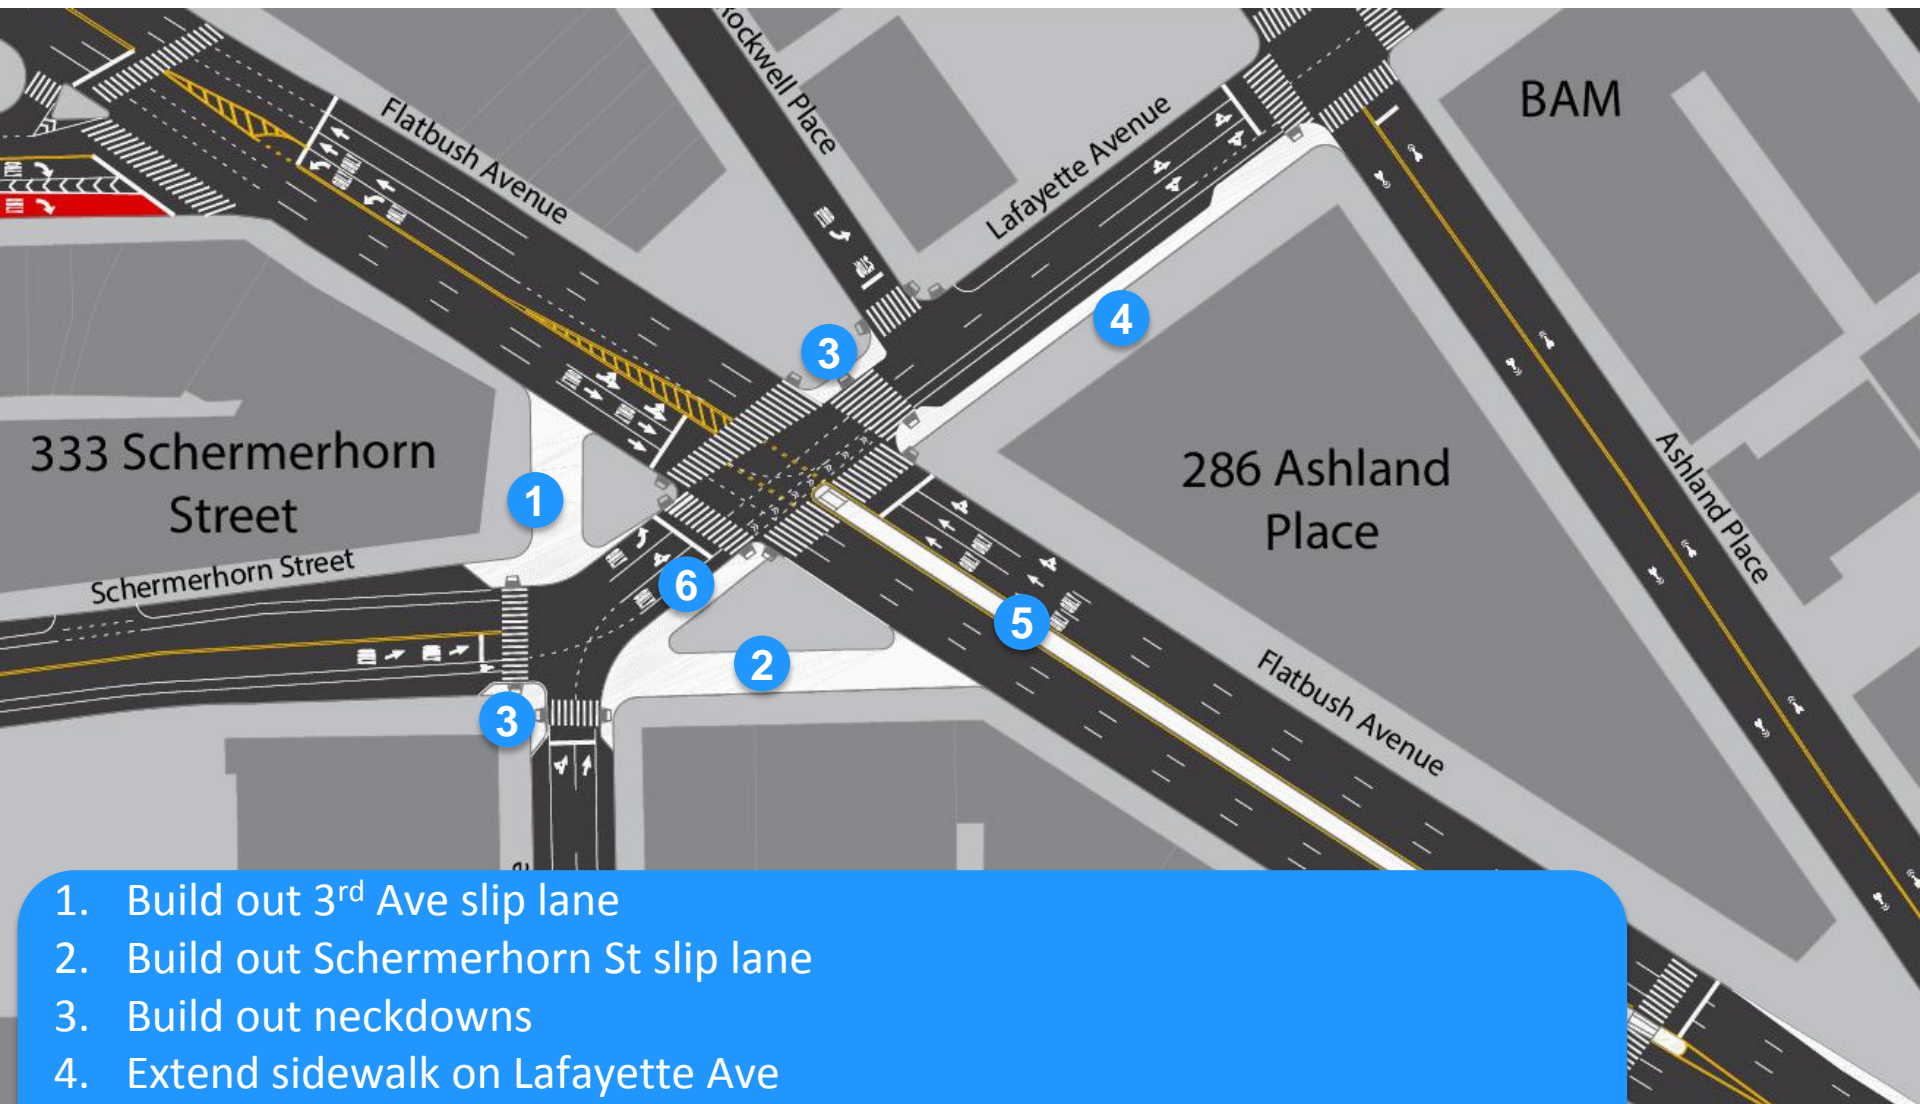 BAM
Rockwell Place
Flatbush Avenue
Lafayette Avenue
4
3
333 Schermerhorn
Street
286 Ashland
Place
Ashland Place
1
Schermerhorn Street
6
5
2
Flatbush Avenue
3
1. Build out 3rd Ave slip lane
2. Build out Schermerhorn St slip lane
3. Build out neckdowns
4. Extend sidewalk on Lafayette Ave